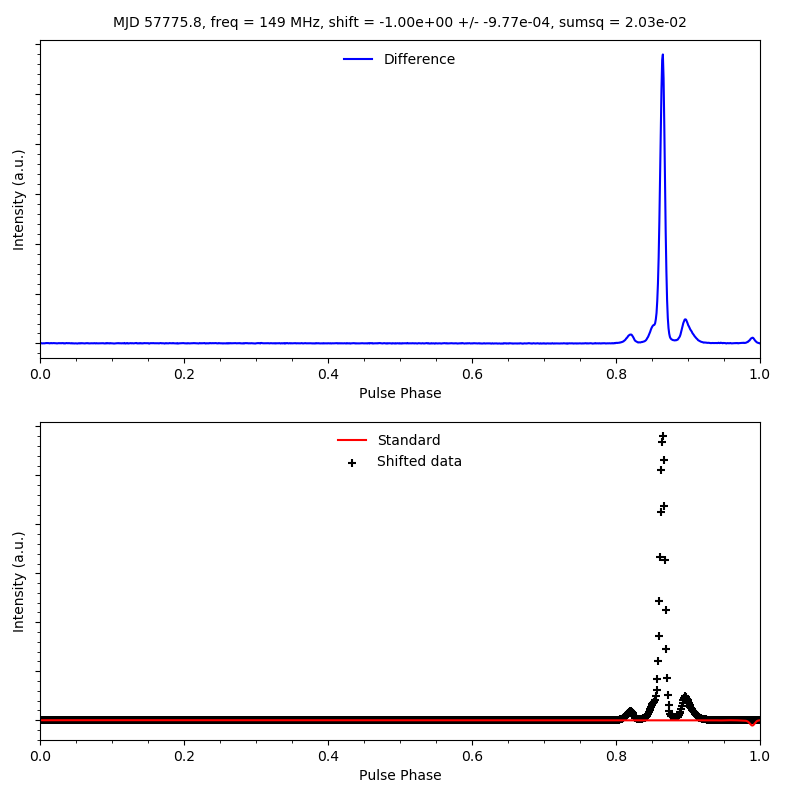 MJD 57775.8, freq = 149 MHz, shift = -1.00e+00 +/- -9.77e-04, sumsq = 2.03e-02
Difference
Intensity (a.u.)
0.0 0.2 0.4 0.6 0.8 1.0
Pulse Phase
Standard
Shifted data
Intensity (a.u.)
0.0 0.2 0.4 0.6 0.8 1.0
Pulse Phase